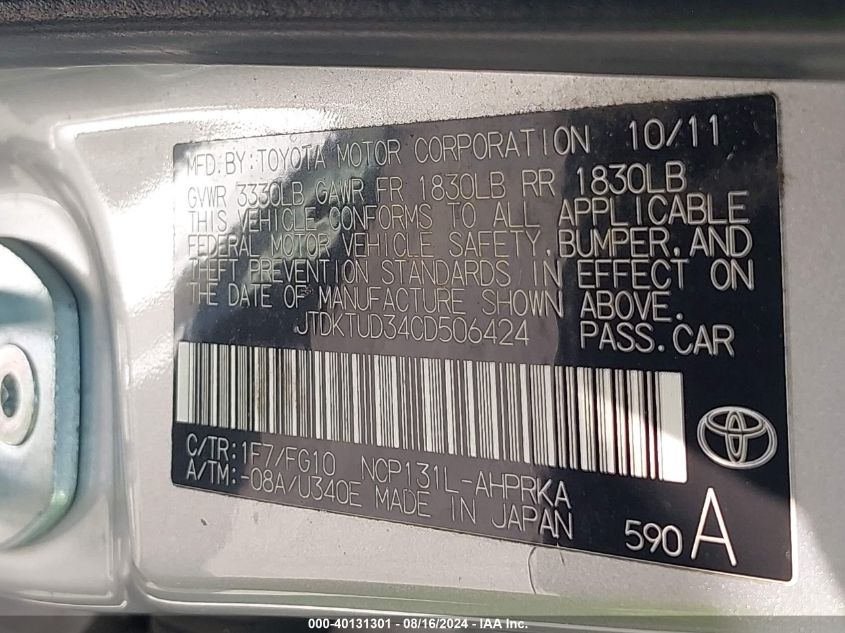 MFD.BY:TOYOTA MOTOR CORPORATION 10/11
GVWR 3330LB GAWR FR 1830LB RR 1830LB
THIS VEHICLE CONFORMS TO ALL APPLICABLE
FEDERAL MOTOR VEHICLE SAFETY,BUMPER,AND
THEFT PREVENTION STANDARDS IN EFFECT ON
THE DATE OF MANUFACTURE SHOWN ABOVE.
JTDKTUD34CD506424 PASS.CAR
C/TR:1F7/FG10 NCP131L-AHPRKA
A/TM:-08A/U340E MADE IN JAPAN 590 A
000-40131301 - 08/16/2024 - IAA Inc.